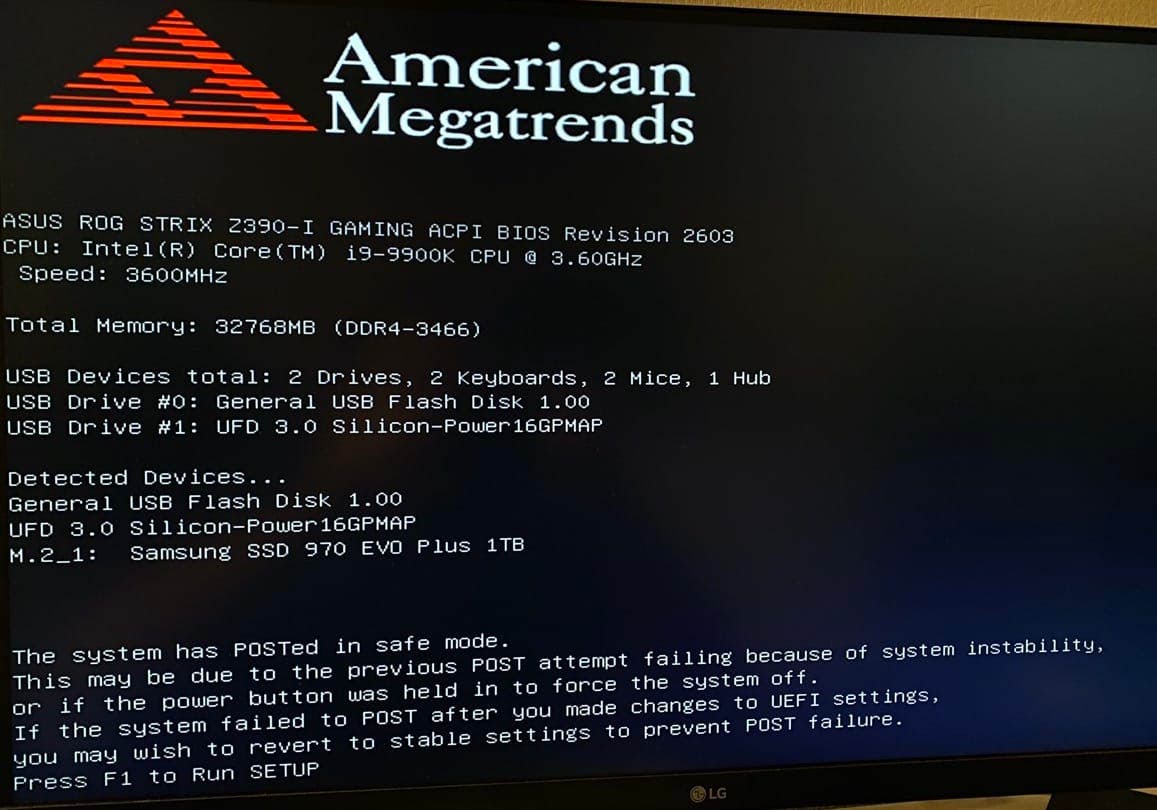 American
Megatrends
ASUS ROG STRIX Z390-I GAMING ACPI BIOS Revision 2603
CPU: Intel(R) Core(TM) i9-9900K CPU @ 3.60GHz
Speed: 3600MHz
Total Memory: 32768MB (DDR4-3466)
USB Devices total: 2 Drives, 2 Keyboards, 2 Mice, 1 Hub
USB Drive #0: General USB Flash Disk 1.00
USB Drive #1: UFD 3.0 Silicon-Power16GPMAP
Detected Devices...
General USB Flash Disk 1.00
UFD 3.0 Silicon-Power16GPMAP
M.2_1: Samsung SSD 970 EVO Plus 1TB
The system has POSTed in safe mode.
This may be due to the previous POST attempt failing because of system instability,
or if the power button was held in to force the system off.
If the system failed to POST after you made changes to UEFI settings,
you may wish to revert to stable settings to prevent POST failure.
Press F1 to Run SETUP
LG